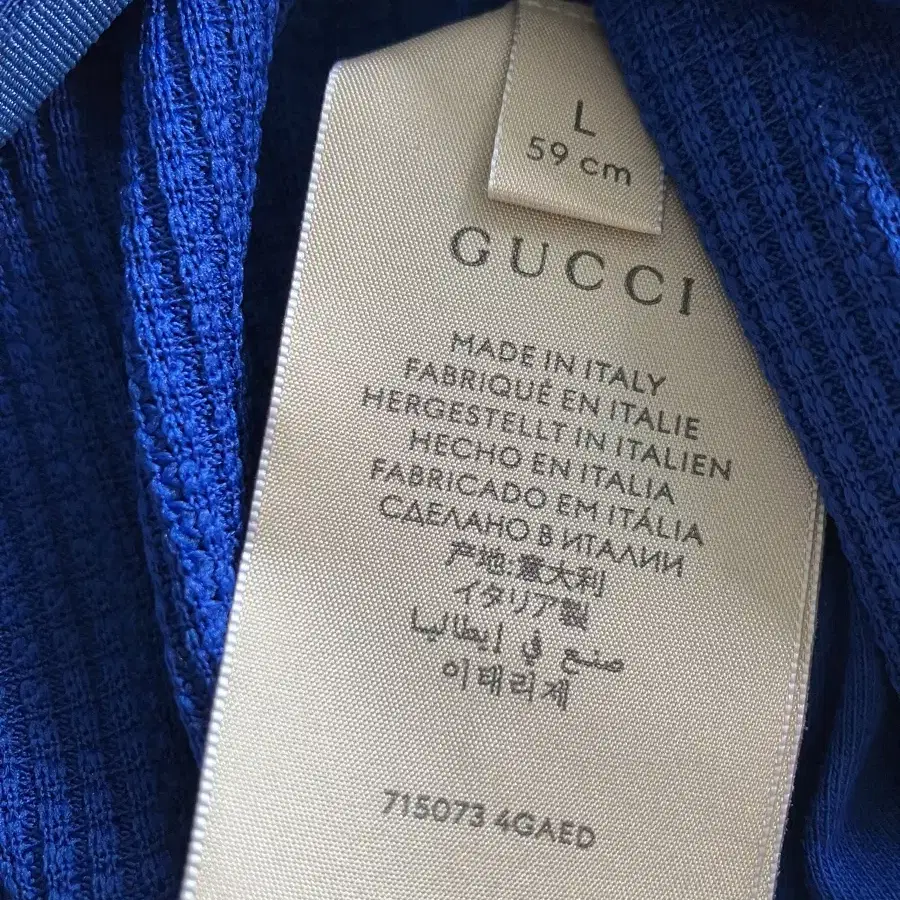 L
59 cm
GUCCI
MADE IN ITALY
FABRIQUÉ EN ITALIE
HERGESTELLT IN ITALIEN
HECHO EN ITALIA
FABRICADO EM ITÁLIA
СДЕЛАНО В ИТАЛИИ
产地:意大利
イタリア製
صنع في إيطاليا
이태리제
715073 4GAED